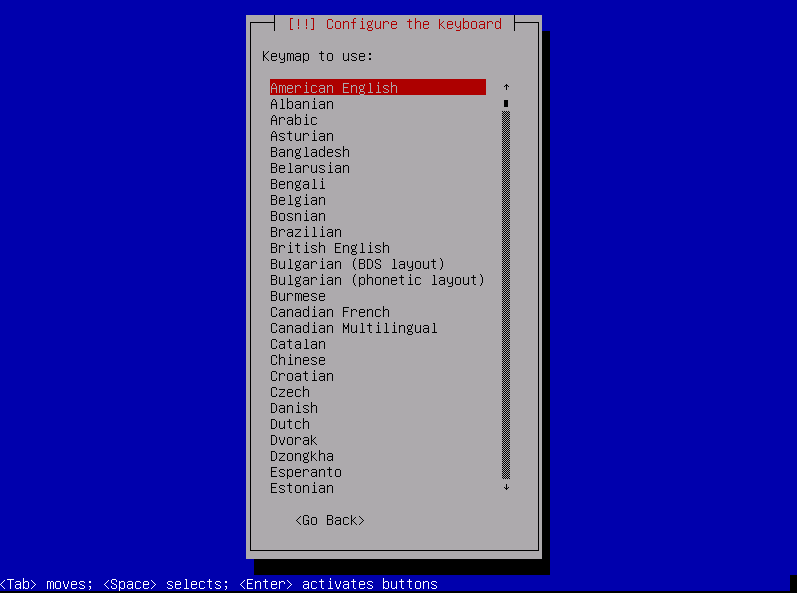 [!!] Configure the keyboard
Keymap to use:
American English
Albanian
Arabic
Asturian
Bangladesh
Belarusian
Bengali
Belgian
Bosnian
Brazilian
British English
Bulgarian (BDS layout)
Bulgarian (phonetic layout)
Burmese
Canadian French
Canadian Multilingual
Catalan
Chinese
Croatian
Czech
Danish
Dutch
Dvorak
Dzongkha
Esperanto
Estonian
<Go Back>
<Tab> moves; <Space> selects; <Enter> activates buttons